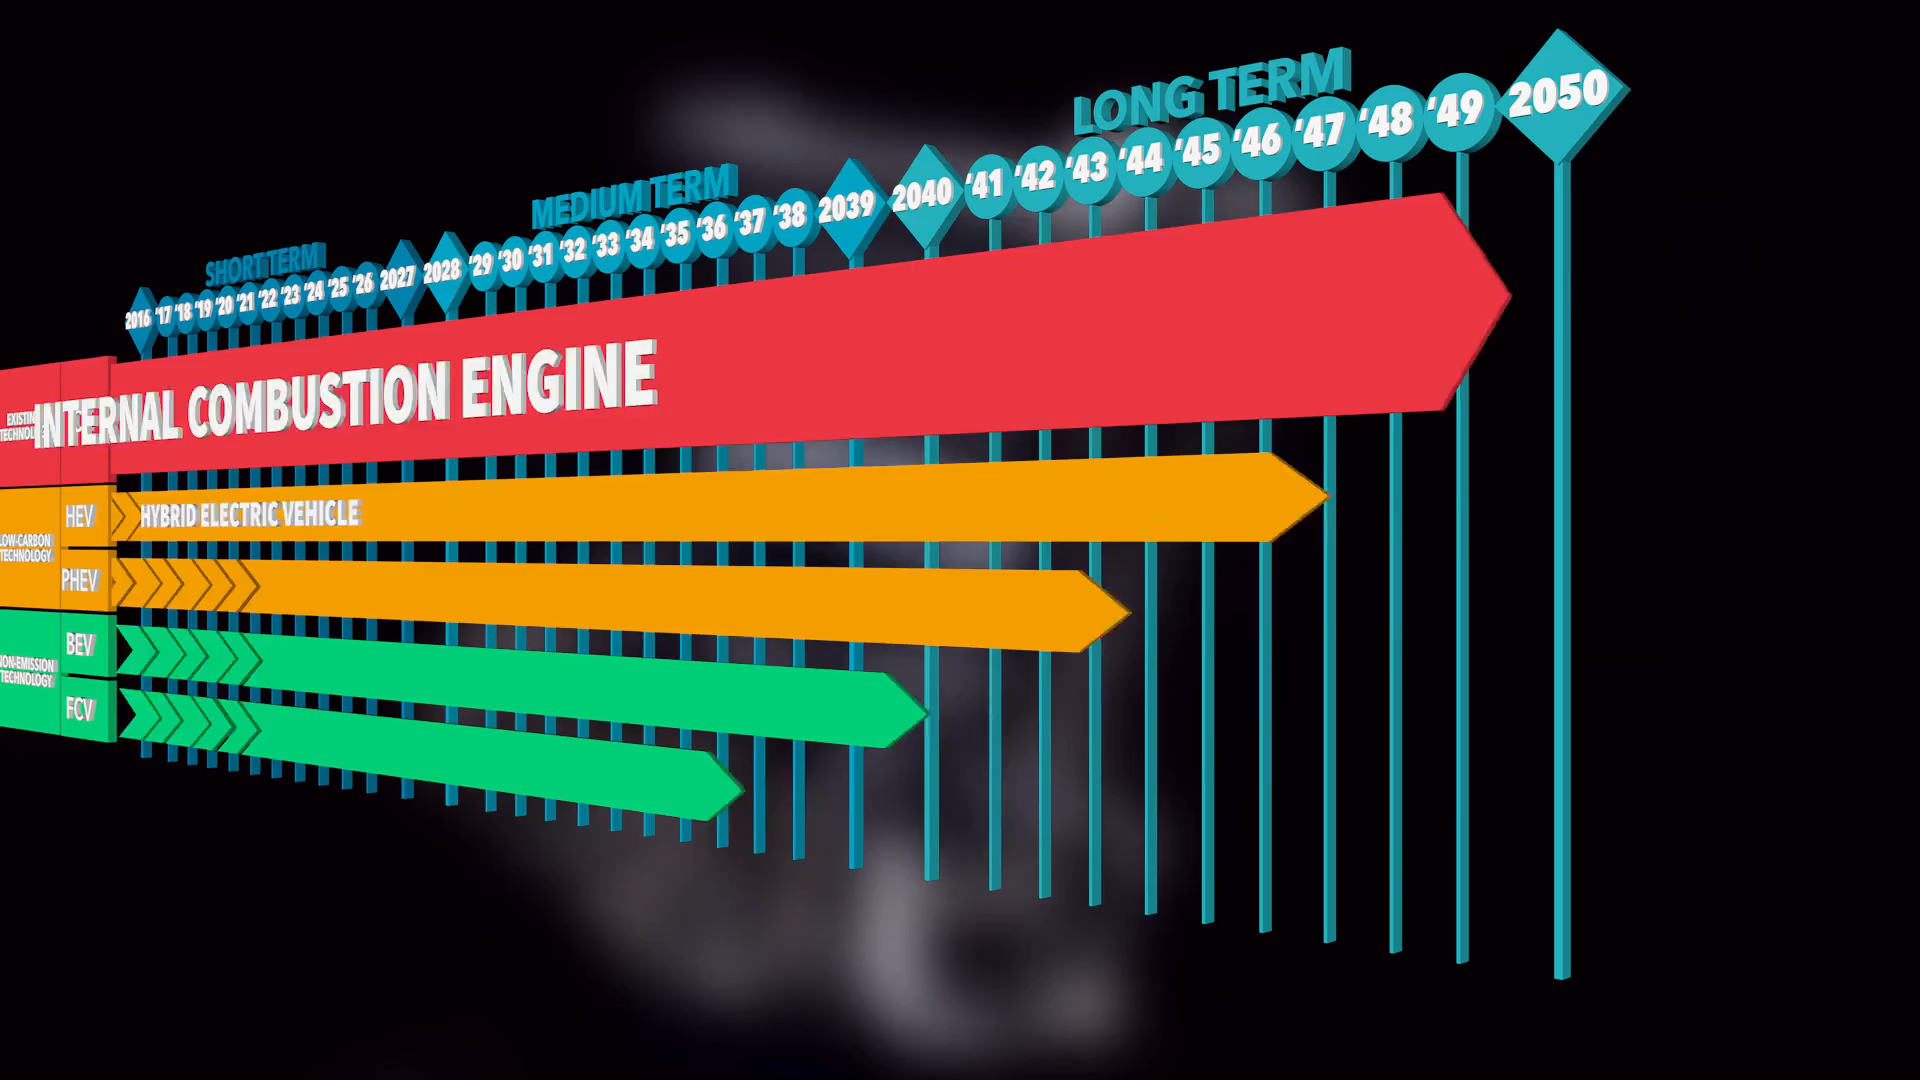 LONG TERM
MEDIUM TERM
SHORT TERM
2016 ‘17 ‘18 ‘19 ‘20 ‘21 ‘22 ‘23 ‘24 ‘25 ‘26 2027 2028 ‘29 ‘30 ‘31 ‘32 ‘33 ‘34 ‘35 ‘36 ‘37 ‘38 2039 2040 ‘41 ‘42 ‘43 ‘44 ‘45 ‘46 ‘47 ‘48 ‘49 2050
INTERNAL COMBUSTION ENGINE
HEV
HYBRID ELECTRIC VEHICLE
LOW-CARBON
TECHNOLOGY
PHEV
BEV
NON-EMISSION
TECHNOLOGY
FCV